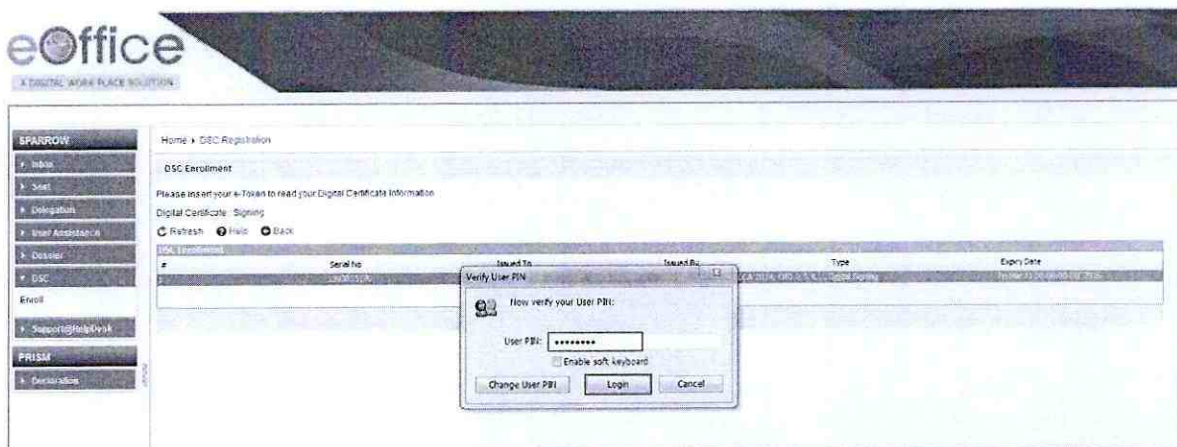 eOffice
A DIGITAL WORK PLACE SOLUTION
SPARROW
Inbox
Sent
Delegation
User Assistance
Dossier
DSC
Enroll
Support@HelpDesk
PRISM
Declaration
Home ▸ DSC Registration
DSC Enrollment
Please insert your e-Token to read your Digital Certificate Information
Digital Certificate : Signing
Refresh Help Back
DSC Enrollment
# Serial No Issued To Issued By Type Expiry Date
Digital Signing
Verify User PIN
Now verify your User PIN:
User PIN: ••••••••
Enable soft keyboard
Change User PIN Login Cancel